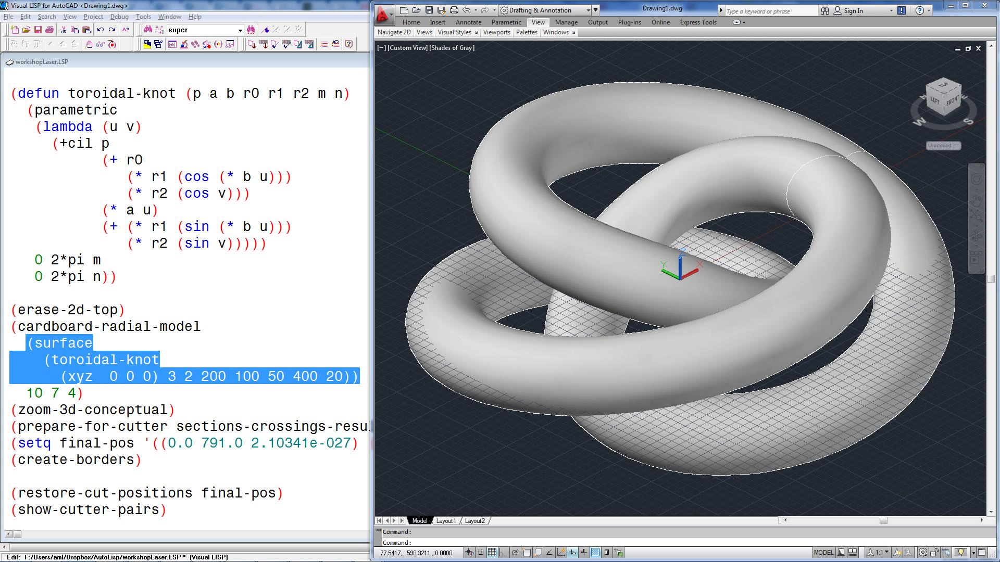 Visual LISP for AutoCAD <Drawing1.dwg>
File Edit Search View Project Debug Tools Window Help
super
workshopLaser.LSP
(defun toroidal-knot (p a b r0 r1 r2 m n)
(parametric
(lambda (u v)
(+cil p
(+ r0
(* r1 (cos (* b u)))
(* r2 (cos v)))
(* a u)
(+ (* r1 (sin (* b u)))
(* r2 (sin v)))))
0 2*pi m
0 2*pi n))
(erase-2d-top)
(cardboard-radial-model
(surface
(toroidal-knot
(xyz 0 0 0) 3 2 200 100 50 400 20))
10 7 4)
(zoom-3d-conceptual)
(prepare-for-cutter sections-crossings-resu
(setq final-pos '((0.0 791.0 2.10341e-027)
(create-borders)
(restore-cut-positions final-pos)
(show-cutter-pairs)
Edit: F:/Users/aml/Dropbox/AutoLisp/workshopLaser.LSP * (Visual LISP)
Drafting & Annotation
Drawing1.dwg
Type a keyword or phrase
Sign In
Home Insert Annotate Parametric View Manage Output Plug-ins Online Express Tools
Navigate 2D Views Visual Styles Viewports Palettes Windows
[−] [Custom View] [Shades of Gray]
TOP
LEFT FRONT
N E
W S
Unnamed
Z
Y X
Model Layout1 Layout2
Command:
Command:
77.5417, 596.3211, 0.0000
MODEL
1:1